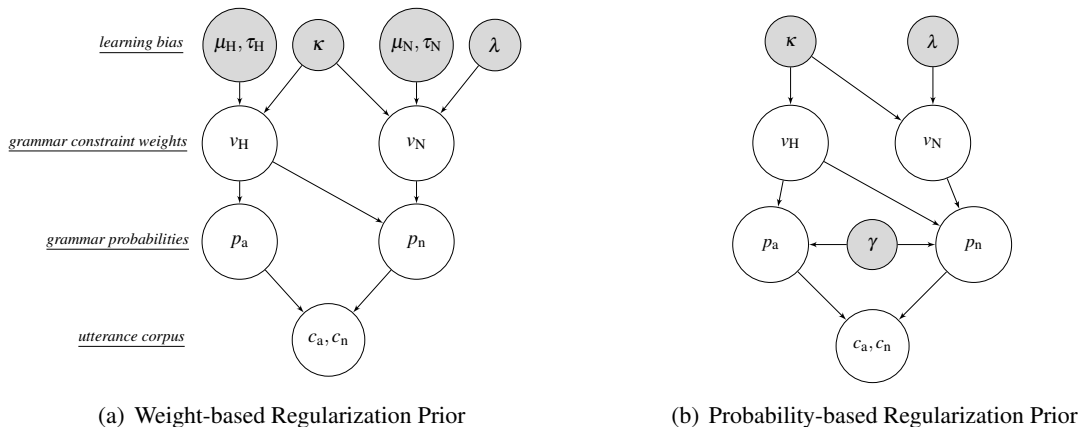 learning bias
μH, τH κ μN, τN λ
grammar constraint weights
vH vN
grammar probabilities
pa pn
utterance corpus
ca, cn
(a) Weight-based Regularization Prior
κ λ
vH vN
pa γ pn
ca, cn
(b) Probability-based Regularization Prior